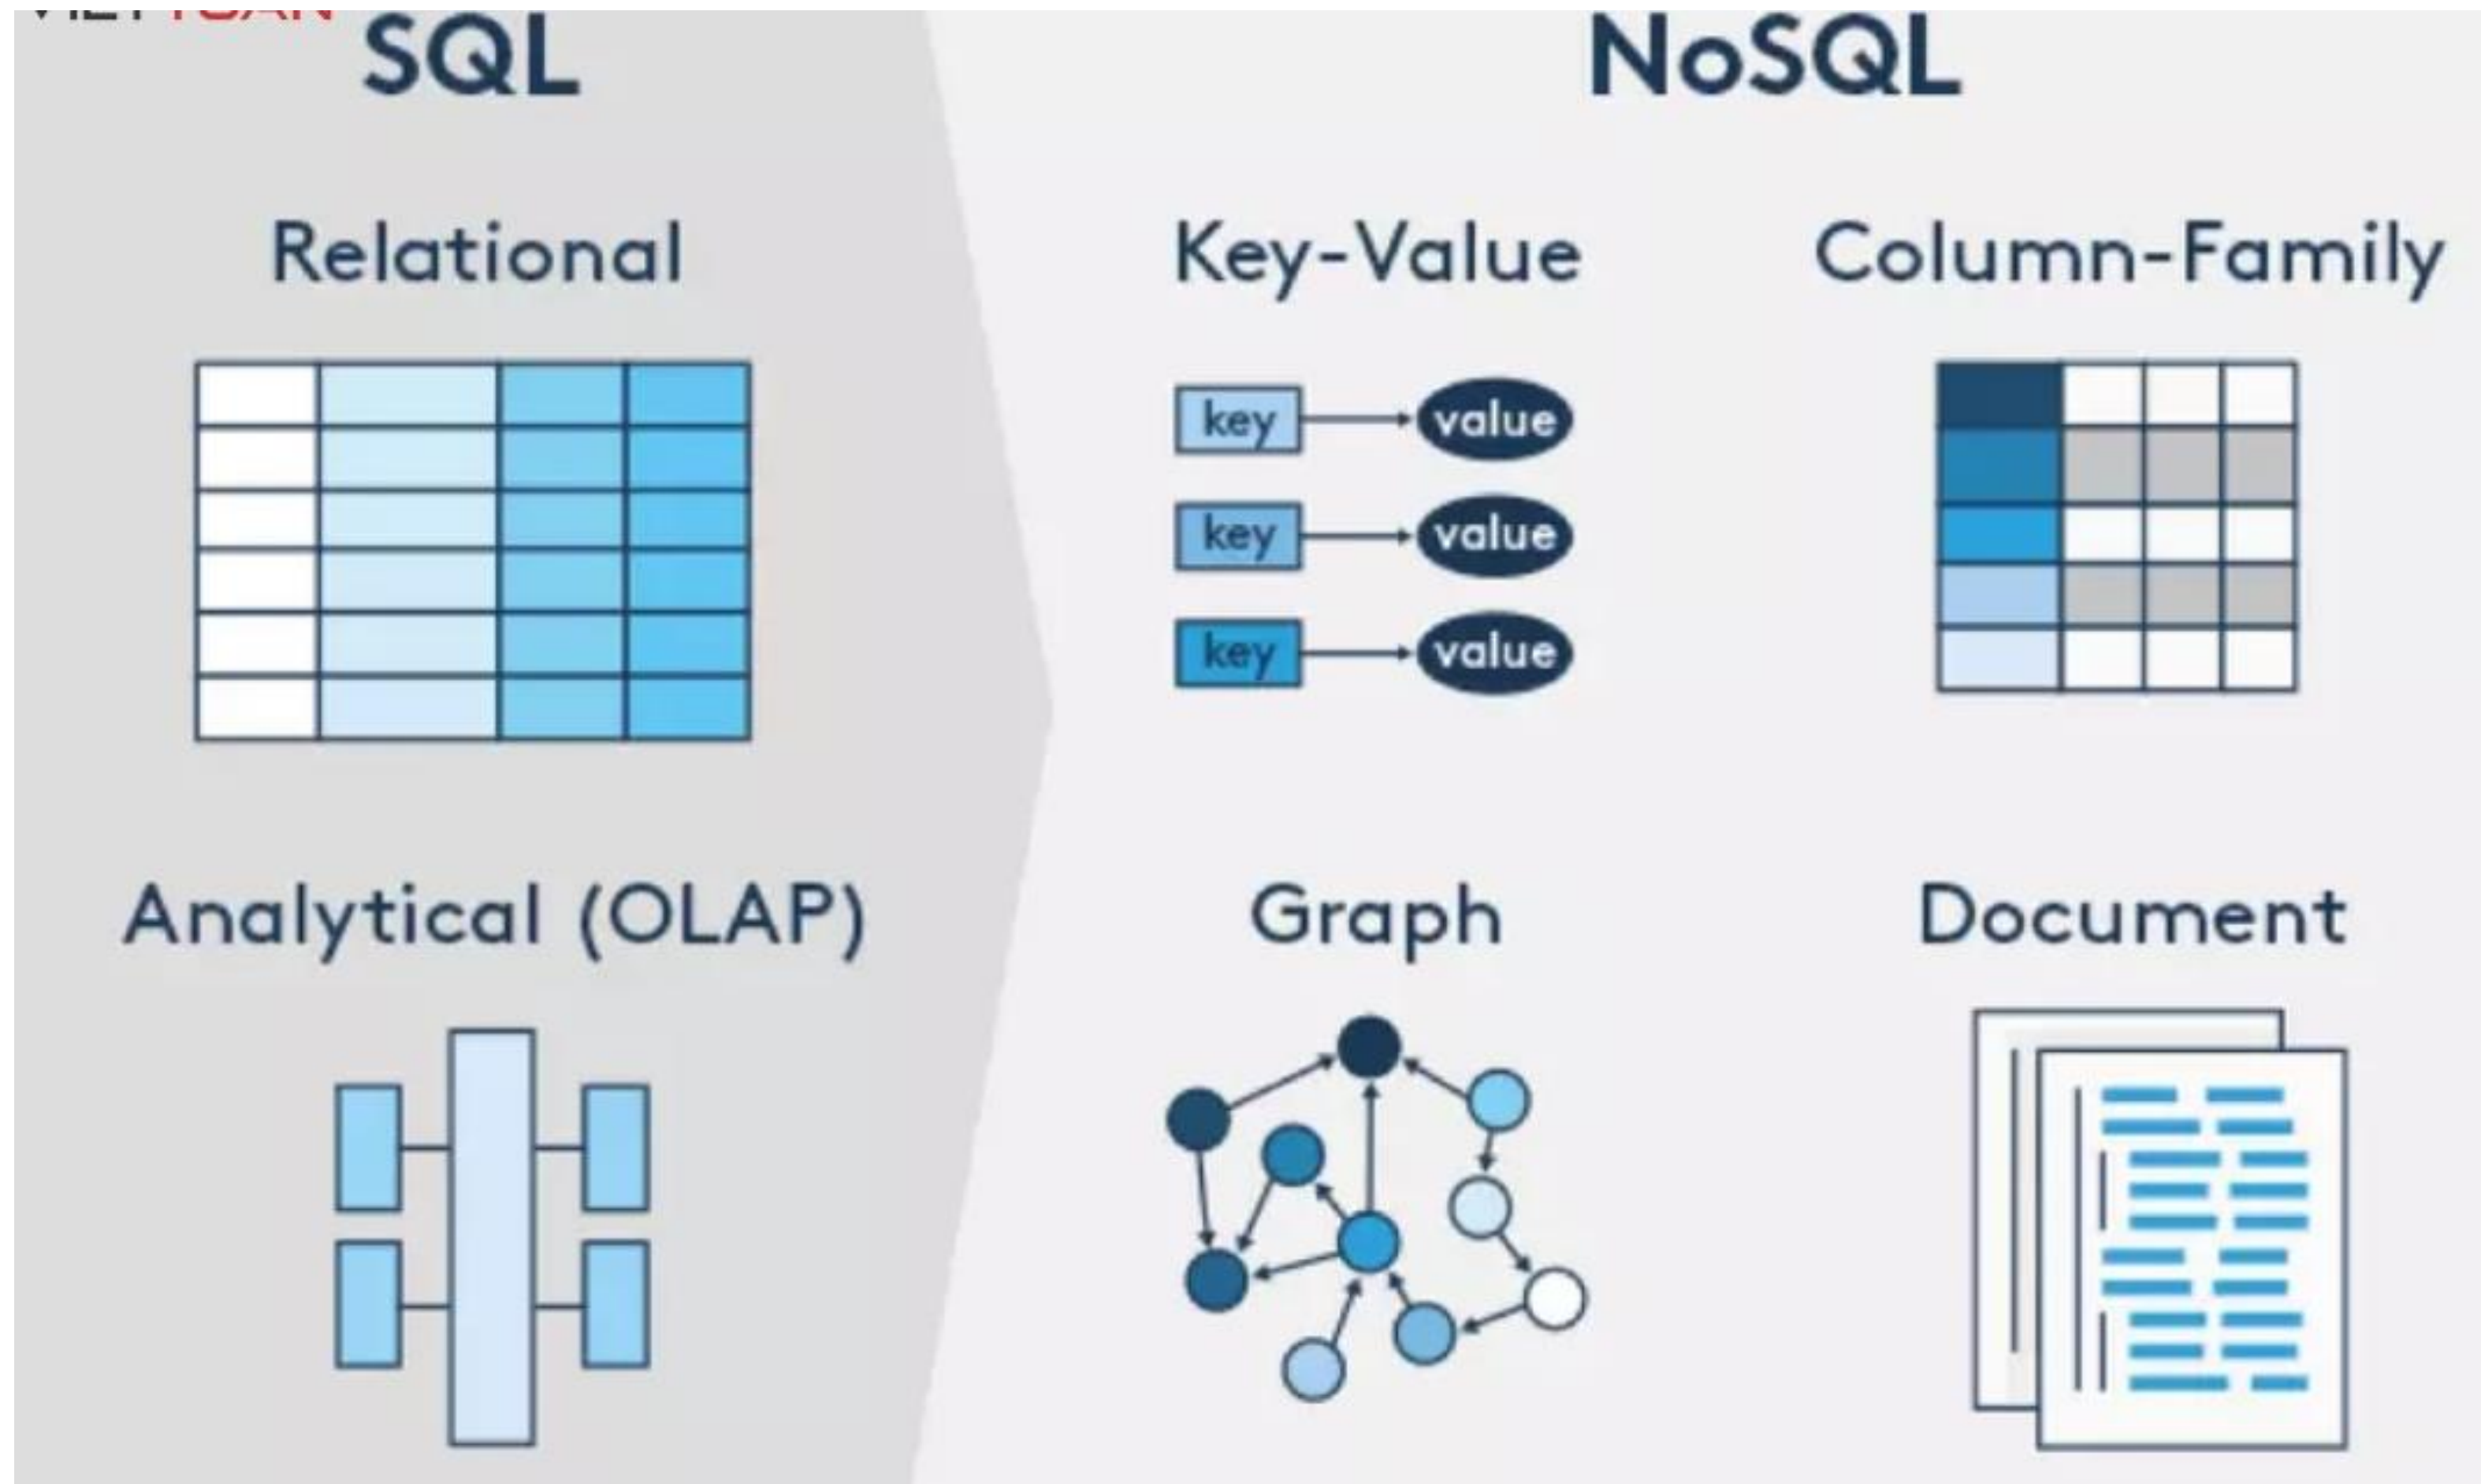 SQL
NoSQL
Relational
Key-Value
Column-Family
key
value
key
value
key
value
Analytical (OLAP)
Graph
Document